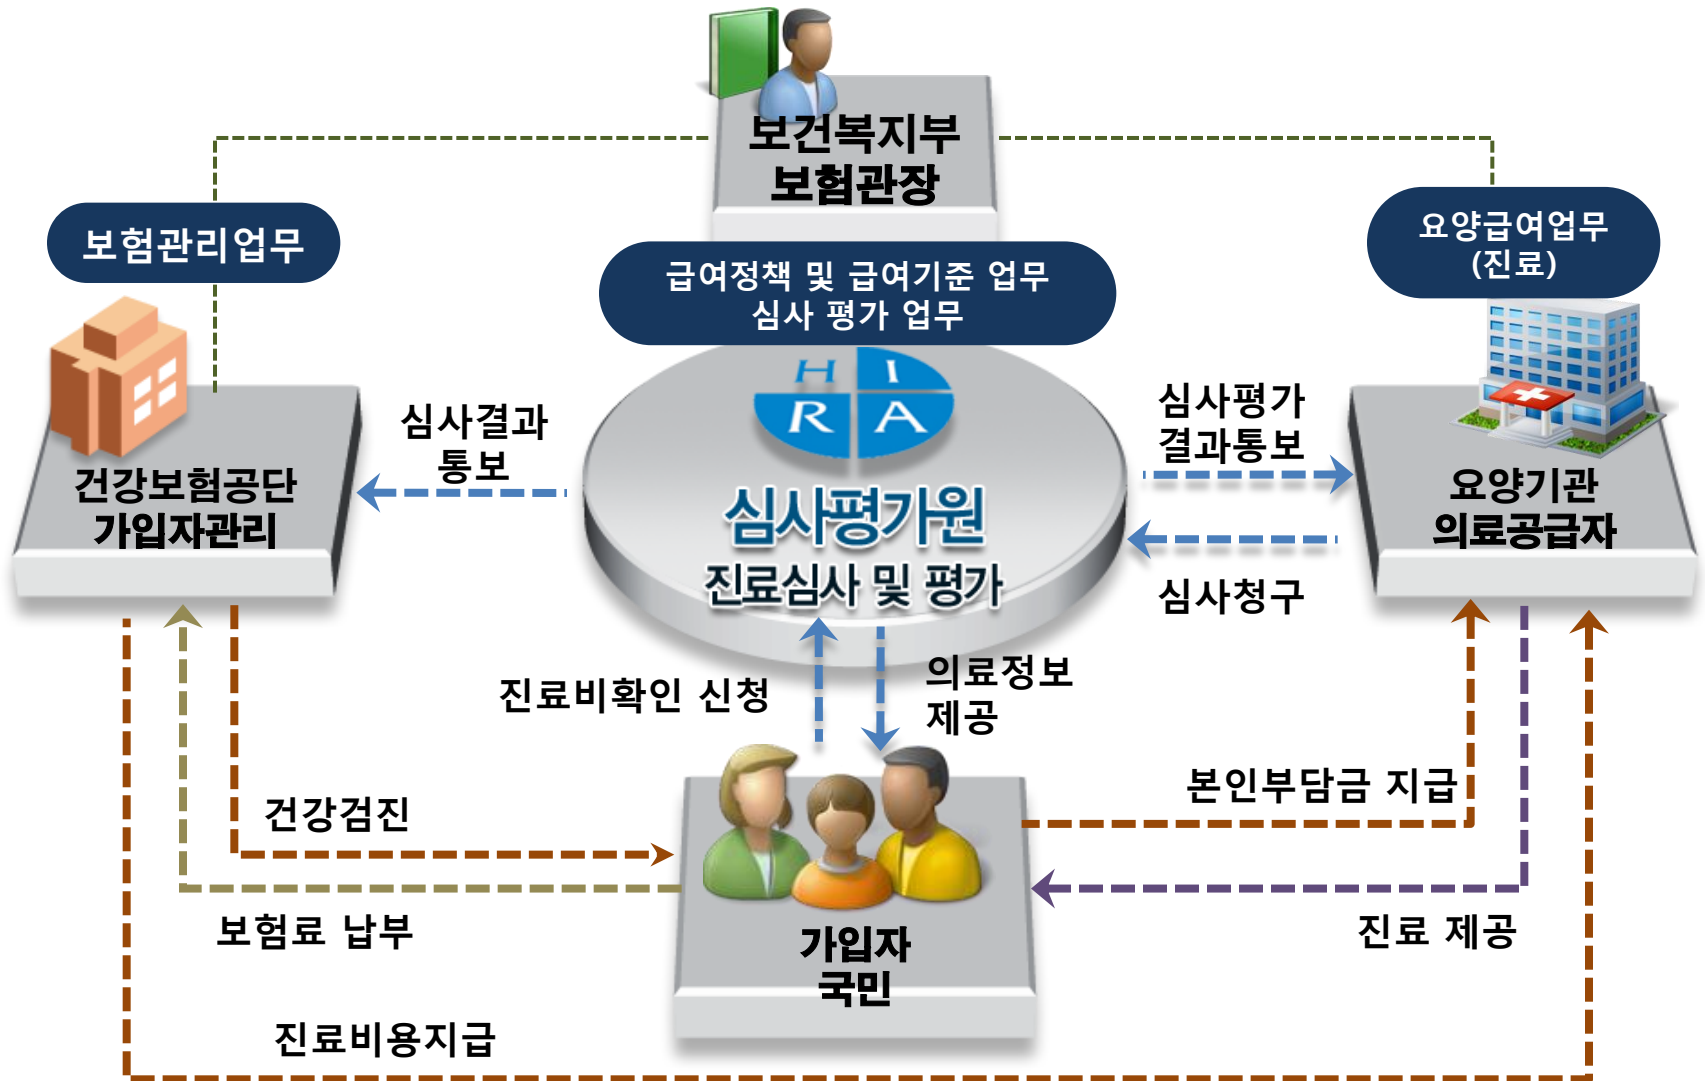 보건복지부
보험관장
보험관리업무
요양급여업무
(진료)
급여정책 및 급여기준 업무
심사 평가 업무
H I
R A
심사평가원
진료심사 및 평가
건강보험공단
가입자관리
심사결과
통보
심사평가
결과통보
요양기관
의료공급자
심사청구
진료비확인 신청
의료정보
제공
건강검진
본인부담금 지급
보험료 납부
진료 제공
가입자
국민
진료비용지급